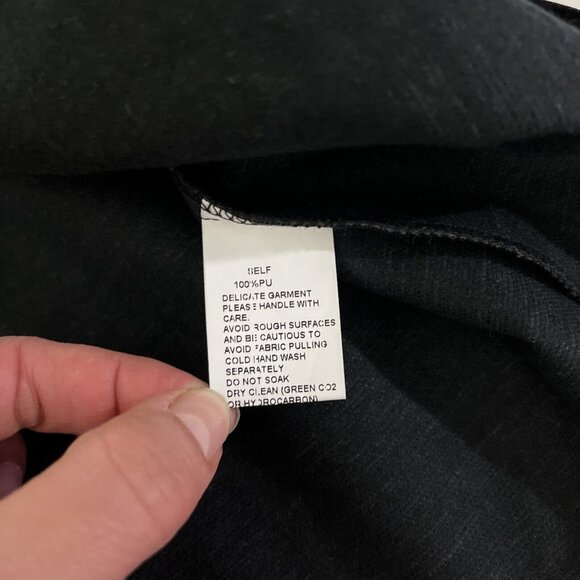 SELF
100%PU
DELICATE GARMENT
PLEASE HANDLE WITH
CARE.
AVOID ROUGH SURFACES
AND BE CAUTIOUS TO
AVOID FABRIC PULLING
COLD HAND WASH
SEPARATELY
DO NOT SOAK
DRY CLEAN (GREEN CO2
OR HYDROCARBON)